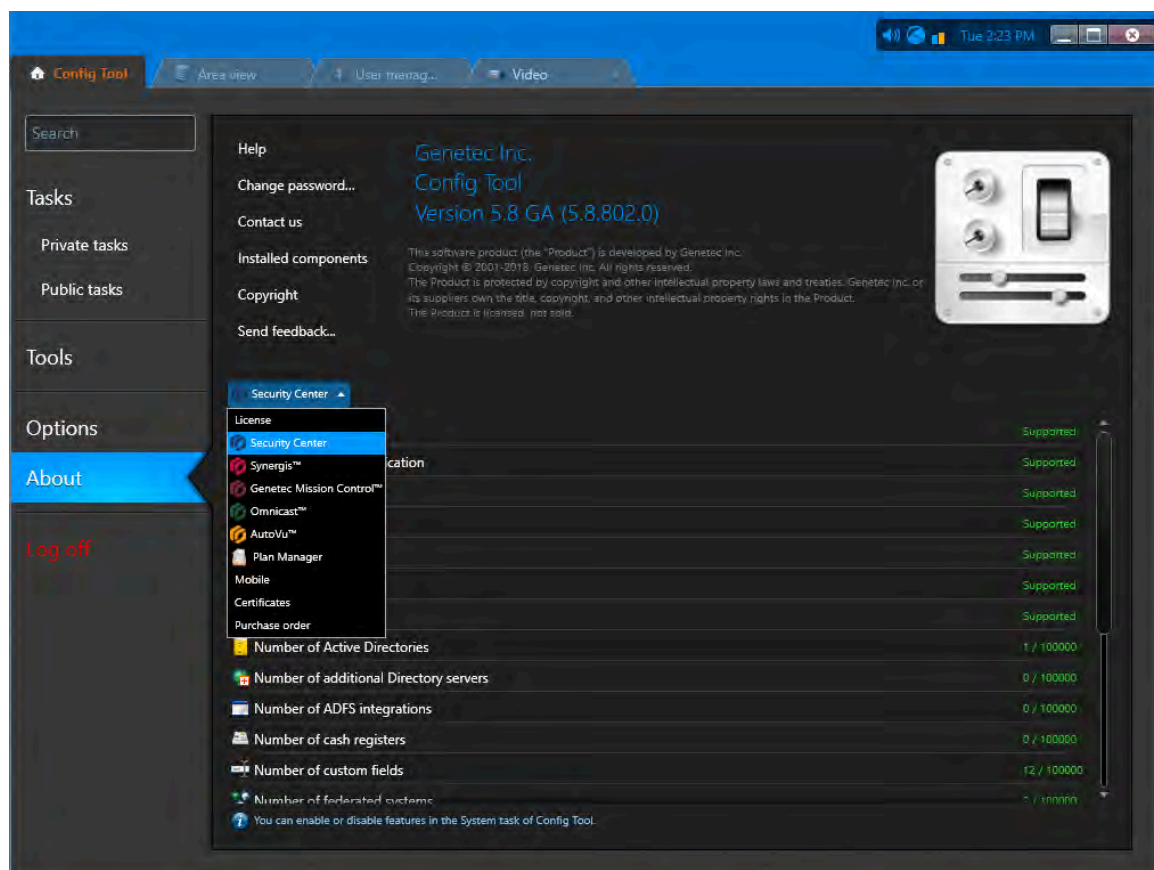 Tue 2:23 PM
Config Tool
Area view
User manag...
Video
Search
Tasks
Private tasks
Public tasks
Tools
Options
About
Log off
Help
Change password...
Contact us
Installed components
Copyright
Send feedback...
Genetec Inc.
Config Tool
Version 5.8 GA (5.8.802.0)
This software product (the "Product") is developed by Genetec Inc.
Copyright © 2001-2018 Genetec Inc. All rights reserved.
The Product is protected by copyright and other intellectual property laws and treaties. Genetec Inc. or
its suppliers own the title, copyright, and other intellectual property rights in the Product.
The Product is licensed, not sold.
Security Center
License
Security Center
Synergis™
Genetec Mission Control™
Omnicast™
AutoVu™
Plan Manager
Mobile
Certificates
Purchase order
Supported
cation Supported
Supported
Supported
Supported
Supported
Supported
Number of Active Directories 1 / 100000
Number of additional Directory servers 0 / 100000
Number of ADFS integrations 0 / 100000
Number of cash registers 0 / 100000
Number of custom fields 12 / 100000
Number of federated systems
You can enable or disable features in the System task of Config Tool.